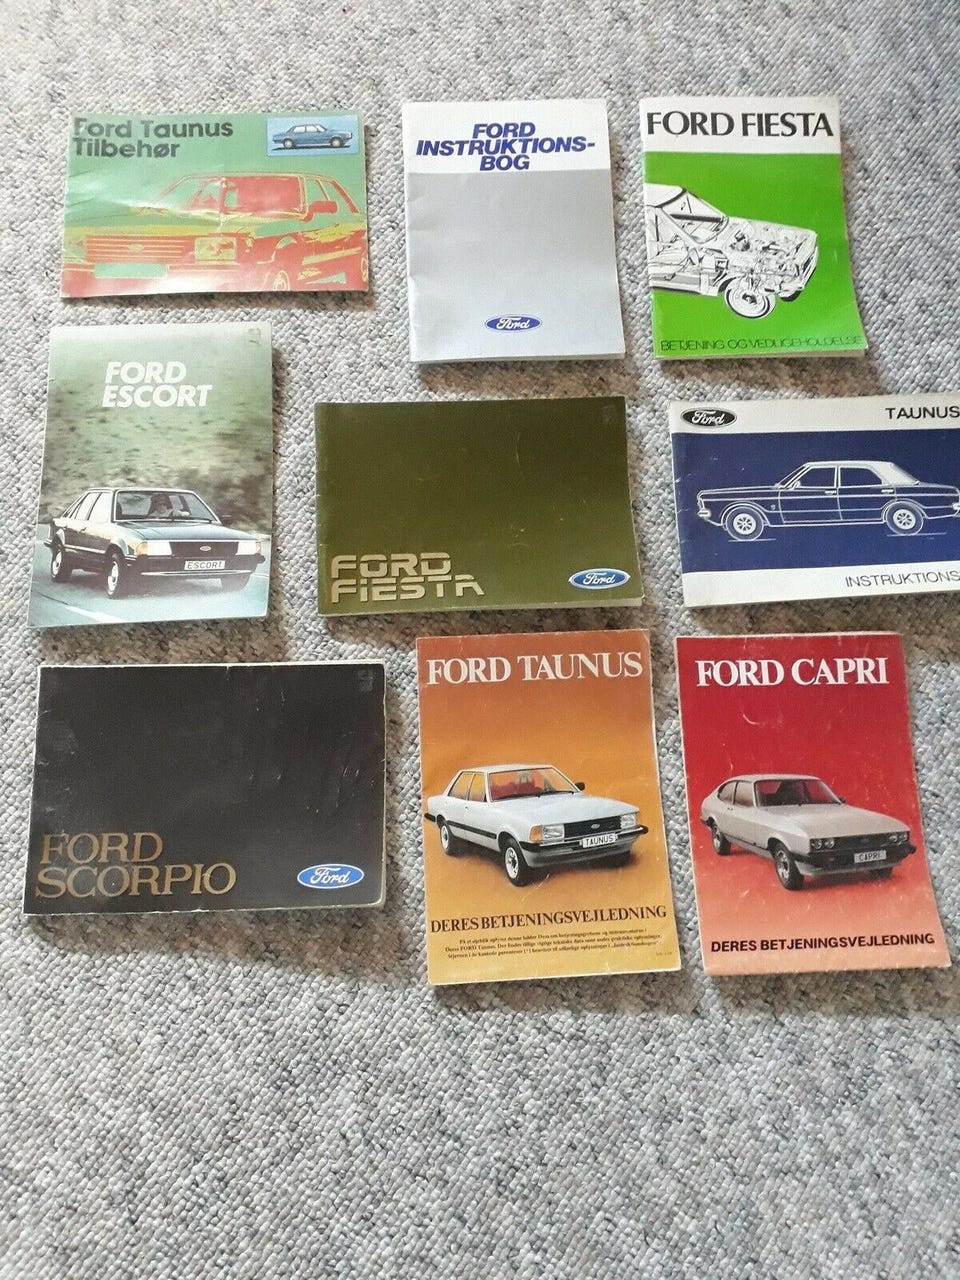 Ford Taunus
Tilbehør
FORD
INSTRUKTIONS-
BOG
Ford
FORD FIESTA
BETJENING OG VEDLIGEHOLDELSE
FORD
ESCORT
ESCORT
FORD
FIESTA
Ford
Ford
TAUNUS
INSTRUKTIONS
FORD
SCORPIO
Ford
FORD TAUNUS
TAUNUS
DERES BETJENINGSVEJLEDNING
FORD CAPRI
CAPRI
DERES BETJENINGSVEJLEDNING